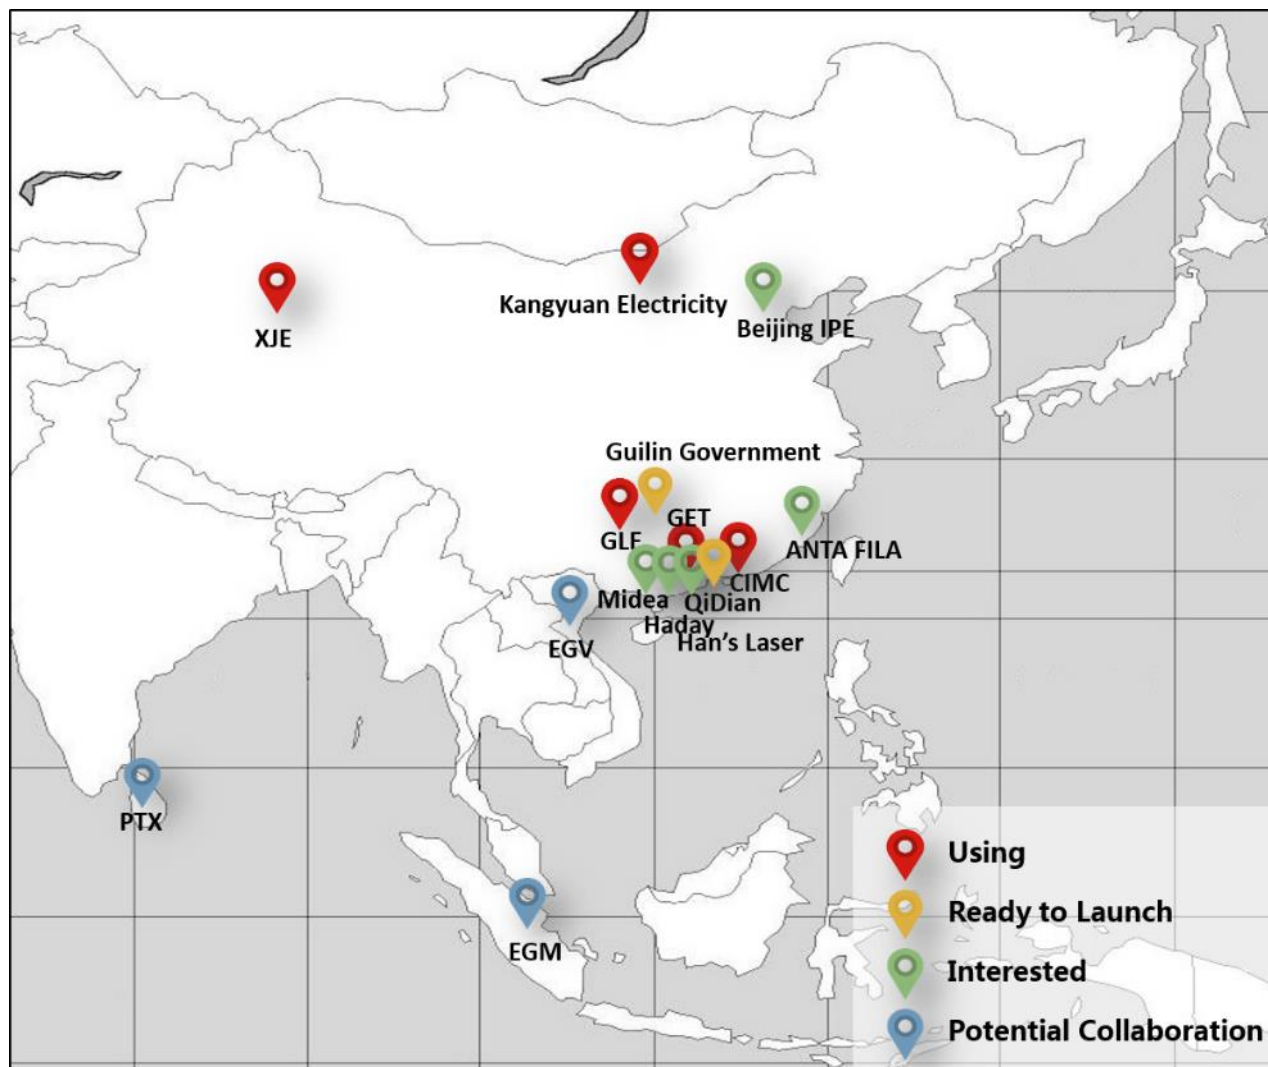 Kangyuan Electricity
Beijing IPE
XJE
Guilin Government
GET
GLF
ANTA FILA
CIMC
Midea
QiDian
Haday
Han's Laser
EGV
PTX
EGM
Using
Ready to Launch
Interested
Potential Collaboration